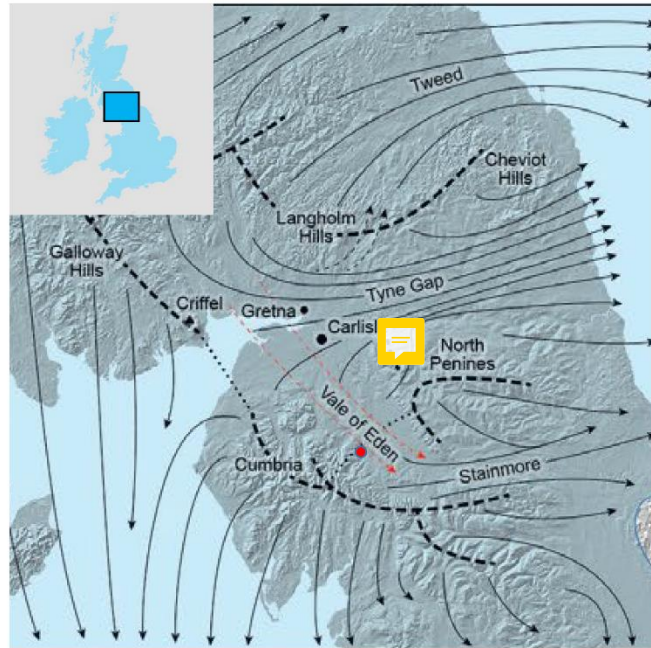 Tweed
Cheviot
Hills
Langholm
Hills
Galloway
Hills
Tyne Gap
Criffel
Gretna
Carlisl
North
Penines
Vale of Eden
Cumbria
Stainmore